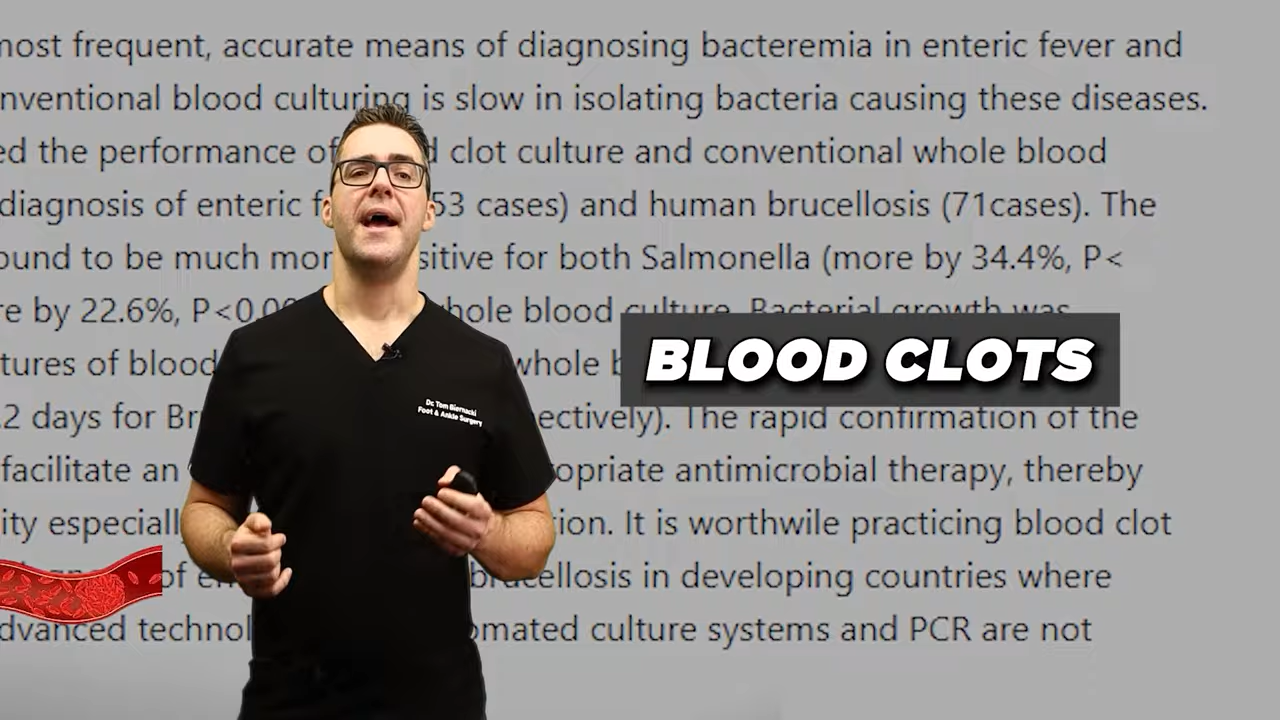 most frequent, accurate means of diagnosing bacteremia in enteric fever and
nventional blood culturing is slow in isolating bacteria causing these diseases.
ed the performance of clot culture and conventional whole blood
diagnosis of enteric 53 cases) and human brucellosis (71cases). The
ound to be much more sitive for both Salmonella (more by 34.4%, P<
re by 22.6%, P<0.00 hole blood culture. Bacterial growth was
BLOOD CLOTS
tures of blood whole
Dr. Tom Biernacki
Foot & Ankle Surgery
.2 days for Br ectively). The rapid confirmation of the
facilitate an opriate antimicrobial therapy, thereby
ity especially ion. It is worthwile practicing blood clot
of brucellosis in developing countries where
dvanced technol omated culture systems and PCR are not